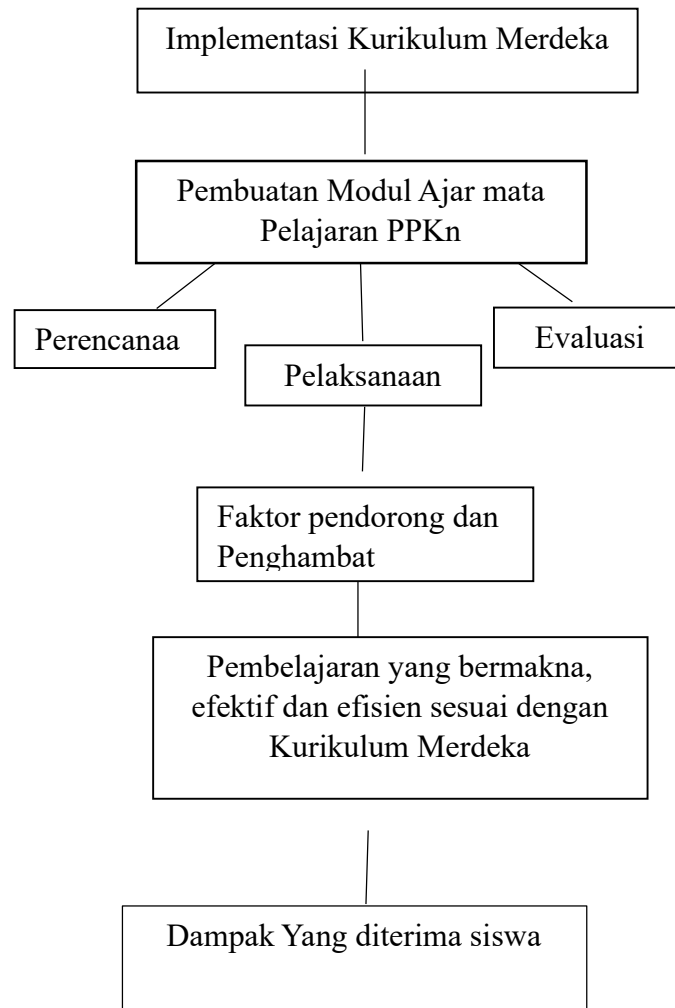 Implementasi Kurikulum Merdeka
Pembuatan Modul Ajar mata
Pelajaran PPKn
Perencanaa
Pelaksanaan
Evaluasi
Faktor pendorong dan
Penghambat
Pembelajaran yang bermakna,
efektif dan efisien sesuai dengan
Kurikulum Merdeka
Dampak Yang diterima siswa